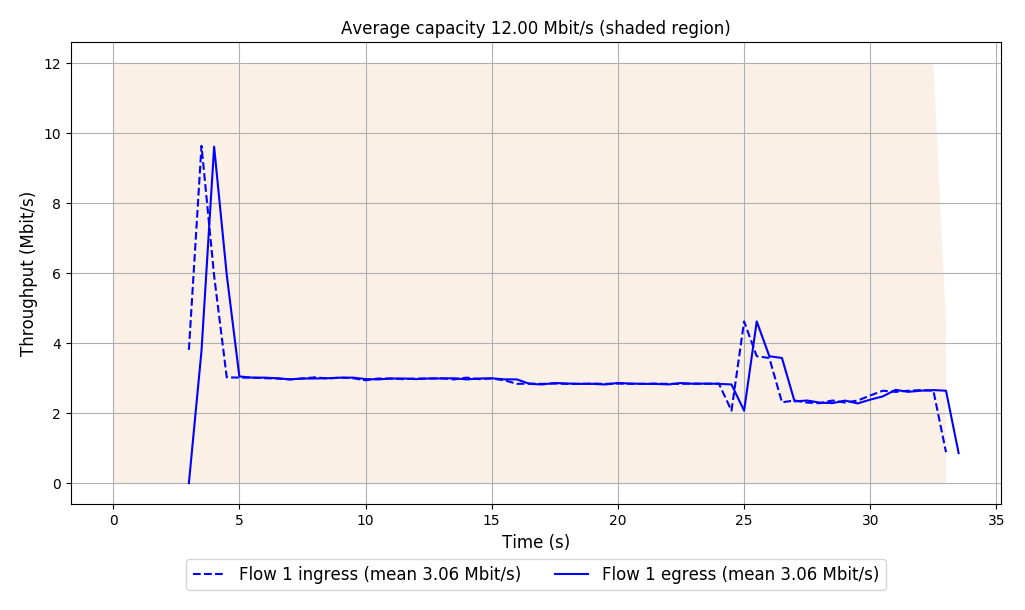 Average capacity 12.00 Mbit/s (shaded region)
12
10
8
6
4
2
0
Throughput (Mbit/s)
0 5 10 15 20 25 30 35
Time (s)
Flow 1 ingress (mean 3.06 Mbit/s) Flow 1 egress (mean 3.06 Mbit/s)